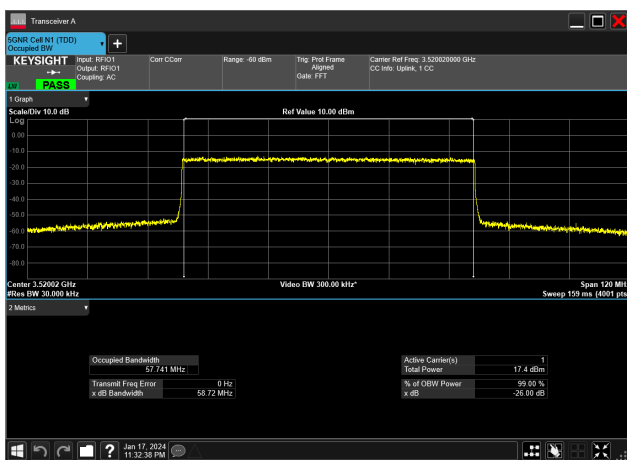 Transceiver A
5GNR Cell N1 (TDD)
Occupied BW
KEYSIGHT
Input: RFIO1
Output: RFIO1
Coupling: AC
Corr CCorr
Range: -60 dBm
Trig: Prot Frame
Aligned
Gate: FFT
Carrier Ref Freq: 3.520020000 GHz
CC Info: Uplink, 1 CC
LXI
PASS
1 Graph
Scale/Div 10.0 dB
Ref Value 10.00 dBm
Log
0.00
-10.0
-20.0
-30.0
-40.0
-50.0
-60.0
-70.0
-80.0
Center 3.52002 GHz
Video BW 300.00 kHz*
Span 120 MH
#Res BW 30.000 kHz
Sweep 159 ms (4001 pts
2 Metrics
Occupied Bandwidth
57.741 MHz
Transmit Freq Error 0 Hz
x dB Bandwidth 58.72 MHz
Active Carrier(s) 1
Total Power 17.4 dBm
% of OBW Power 99.00 %
x dB -26.00 dB
?
Jan 17, 2024
11:32:38 PM